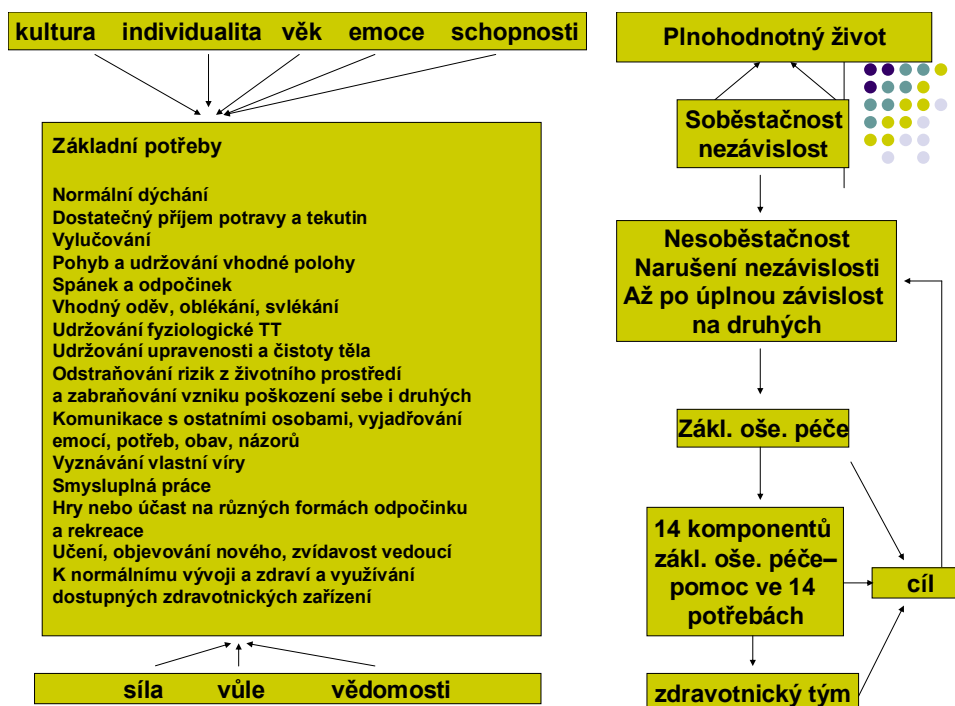 kultura individualita věk emoce schopnosti
Základní potřeby
Normální dýchání
Dostatečný příjem potravy a tekutin
Vylučování
Pohyb a udržování vhodné polohy
Spánek a odpočinek
Vhodný oděv, oblékání, svlékání
Udržování fyziologické TT
Udržování upravenosti a čistoty těla
Odstraňování rizik z životního prostředí
a zabraňování vzniku poškození sebe i druhých
Komunikace s ostatními osobami, vyjadřování
emocí, potřeb, obav, názorů
Vyznávání vlastní víry
Smysluplná práce
Hry nebo účast na různých formách odpočinku
a rekreace
Učení, objevování nového, zvídavost vedoucí
K normálnímu vývoji a zdraví a využívání
dostupných zdravotnických zařízení
síla vůle vědomosti
Plnohodnotný život
Soběstačnost
nezávislost
Nesoběstačnost
Narušení nezávislosti
Až po úplnou závislost
na druhých
Zákl. oše. péče
14 komponentů
zákl. oše. péče–
pomoc ve 14
potřebách
cíl
zdravotnický tým